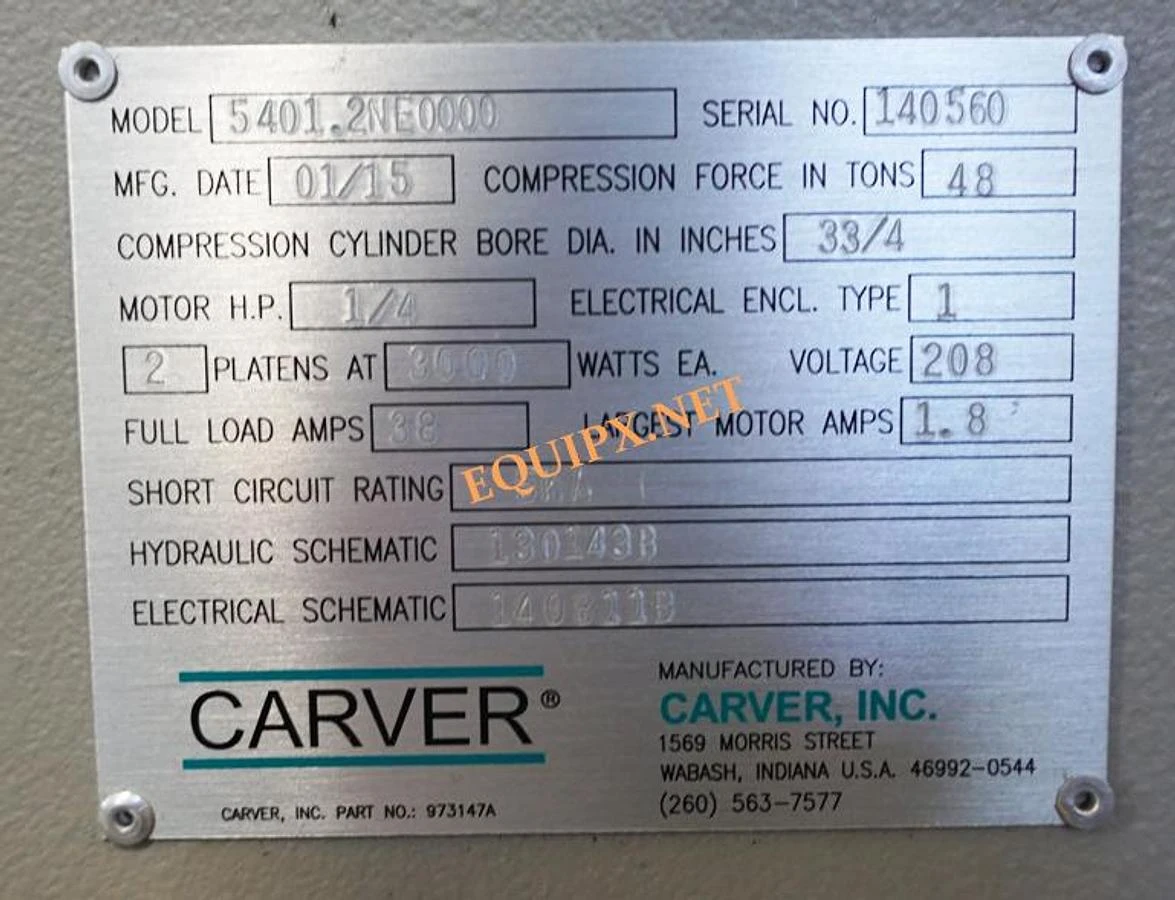 MODEL 5401.2NE0000 SERIAL NO. 140560
MFG. DATE 01/15 COMPRESSION FORCE IN TONS 48
COMPRESSION CYLINDER BORE DIA. IN INCHES 33/4
MOTOR H.P. 1/4 ELECTRICAL ENCL. TYPE 1
2 PLATENS AT 3000 WATTS EA. VOLTAGE 208
FULL LOAD AMPS 38 LARGEST MOTOR AMPS 1.8
EQUIPX.NET
SHORT CIRCUIT RATING
HYDRAULIC SCHEMATIC 130143B
ELECTRICAL SCHEMATIC
CARVER®
CARVER, INC. PART NO.: 973147A
MANUFACTURED BY:
CARVER, INC.
1569 MORRIS STREET
WABASH, INDIANA U.S.A. 46992-0544
(260) 563-7577